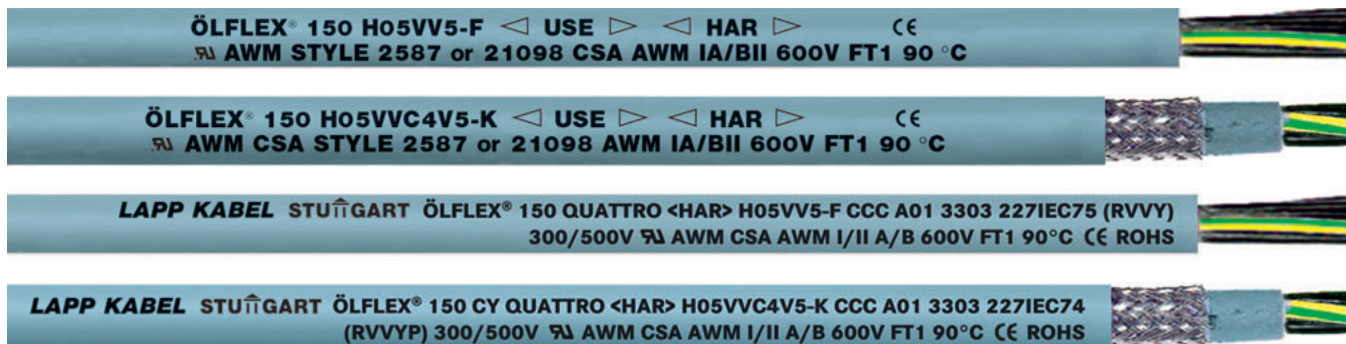 ÖLFLEX® 150 H05VV5-F ◁ USE ▷ ◁ HAR ▷ CE
RU AWM STYLE 2587 or 21098 CSA AWM IA/BII 600V FT1 90 °C
ÖLFLEX® 150 H05VVC4V5-K ◁ USE ▷ ◁ HAR ▷ CE
RU AWM CSA STYLE 2587 or 21098 AWM IA/BII 600V FT1 90 °C
LAPP KABEL STUTTGART ÖLFLEX® 150 QUATTRO <HAR> H05VV5-F CCC A01 3303 227IEC75 (RVVY)
300/500V RU AWM CSA AWM I/II A/B 600V FT1 90°C CE ROHS
LAPP KABEL STUTTGART ÖLFLEX® 150 CY QUATTRO <HAR> H05VVC4V5-K CCC A01 3303 227IEC74
(RVVYP) 300/500V RU AWM CSA AWM I/II A/B 600V FT1 90°C CE ROHS